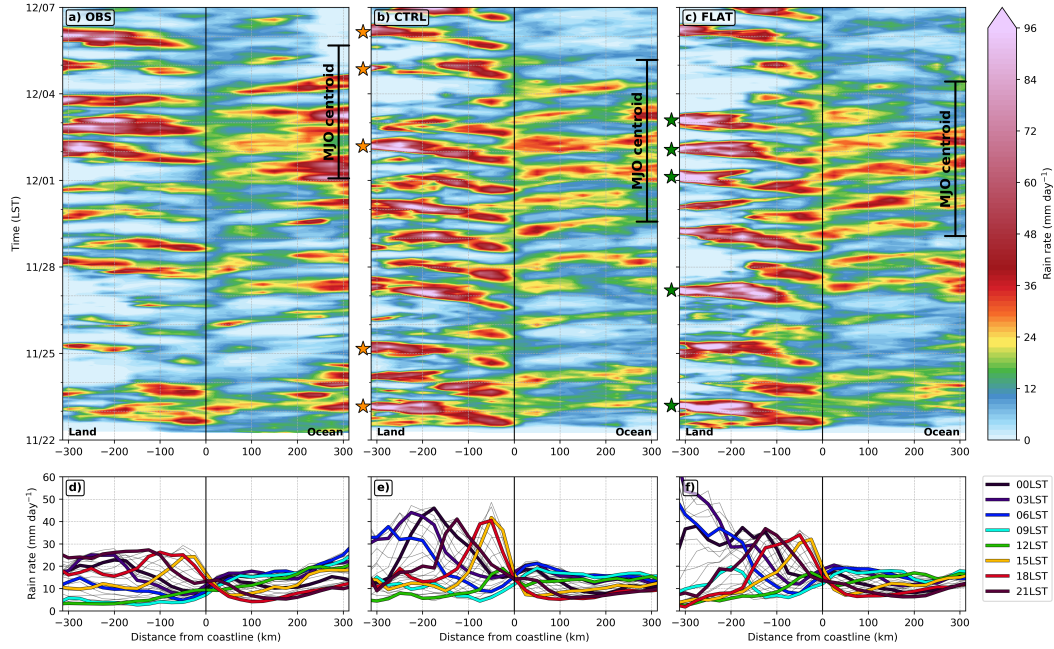 a) OBS
b) CTRL
c) FLAT
12/07
12/04
12/01
11/28
11/25
11/22
Time (LST)
MJO centroid
MJO centroid
MJO centroid
Land
Ocean
Land
Ocean
Land
Ocean
−300 −200 −100 0 100 200 300
−300 −200 −100 0 100 200 300
−300 −200 −100 0 100 200 300
96
84
72
60
48
36
24
12
0
Rain rate (mm day⁻¹)
d)
e)
f)
60
50
40
30
20
10
0
Rain rate (mm day⁻¹)
−300 −200 −100 0 100 200 300
−300 −200 −100 0 100 200 300
−300 −200 −100 0 100 200 300
Distance from coastline (km)
Distance from coastline (km)
Distance from coastline (km)
00LST
03LST
06LST
09LST
12LST
15LST
18LST
21LST